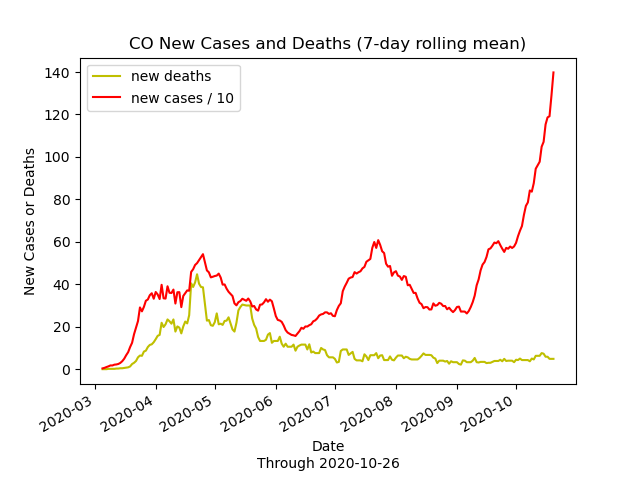 CO New Cases and Deaths (7-day rolling mean)
new deaths
new cases / 10
New Cases or Deaths
140
120
100
80
60
40
20
0
2020-03
2020-04
2020-05
2020-06
2020-07
2020-08
2020-09
2020-10
Date
Through 2020-10-26